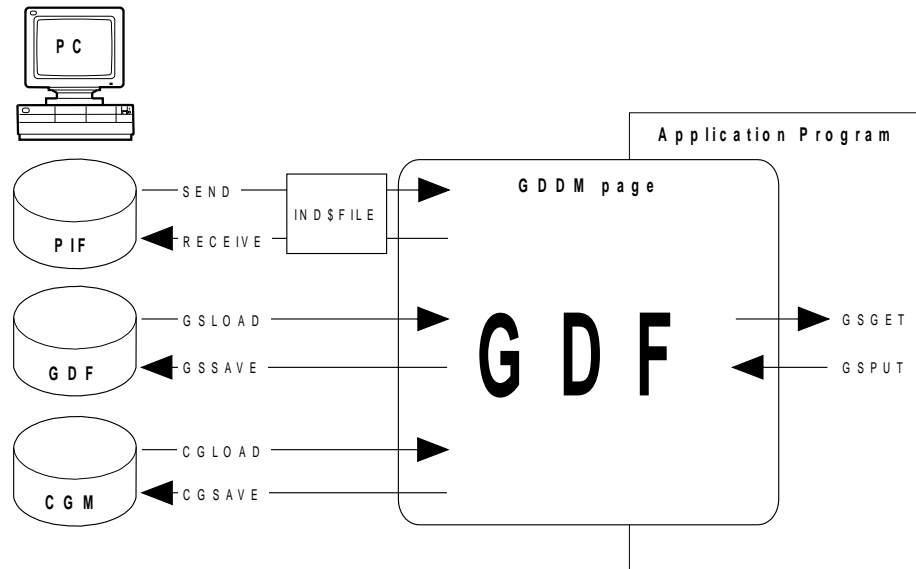 PC
Application Program
GDDM page
SEND
IND$FILE
RECEIVE
PIF
GSLOAD
GSSAVE
GDF
GDF
GSGET
GSPUT
CGLOAD
CGSAVE
CGM